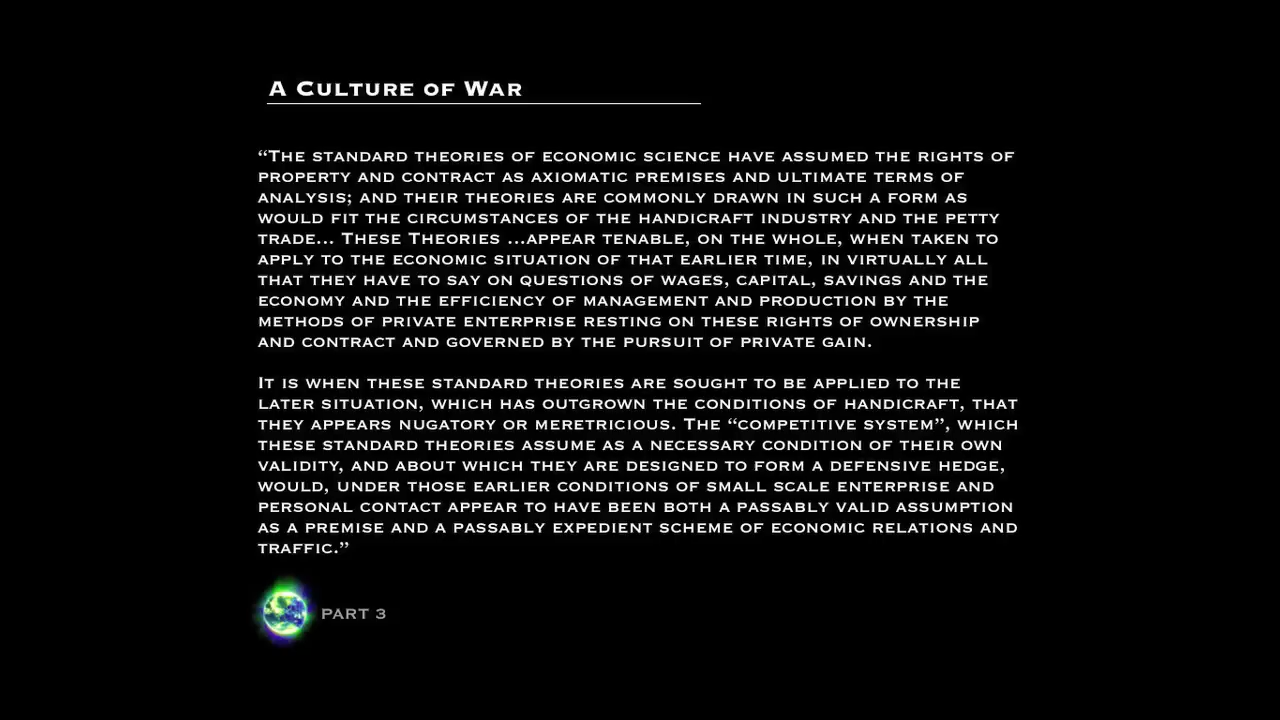 A Culture of War
“The standard theories of economic science have assumed the rights of
property and contract as axiomatic premises and ultimate terms of
analysis; and their theories are commonly drawn in such a form as
would fit the circumstances of the handicraft industry and the petty
trade... These Theories ...appear tenable, on the whole, when taken to
apply to the economic situation of that earlier time, in virtually all
that they have to say on questions of wages, capital, savings and the
economy and the efficiency of management and production by the
methods of private enterprise resting on these rights of ownership
and contract and governed by the pursuit of private gain.
It is when these standard theories are sought to be applied to the
later situation, which has outgrown the conditions of handicraft, that
they appears nugatory or meretricious. The “competitive system”, which
these standard theories assume as a necessary condition of their own
validity, and about which they are designed to form a defensive hedge,
would, under those earlier conditions of small scale enterprise and
personal contact appear to have been both a passably valid assumption
as a premise and a passably expedient scheme of economic relations and
traffic.”
PART 3